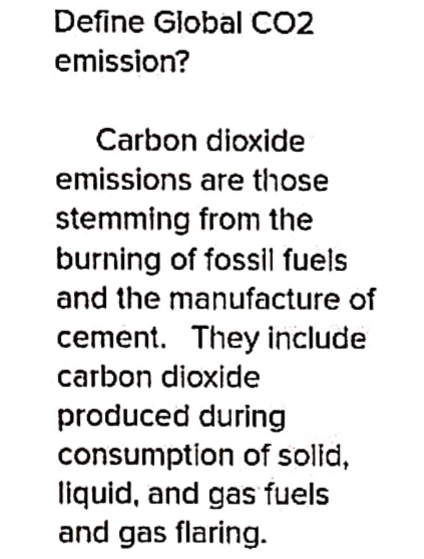 Define Global CO2
emission?
Carbon dioxide
emissions are those
stemming from the
burning of fossil fuels
and the manufacture of
cement. They include
carbon dioxide
produced during
consumption of solid,
liquid, and gas fuels
and gas flaring.